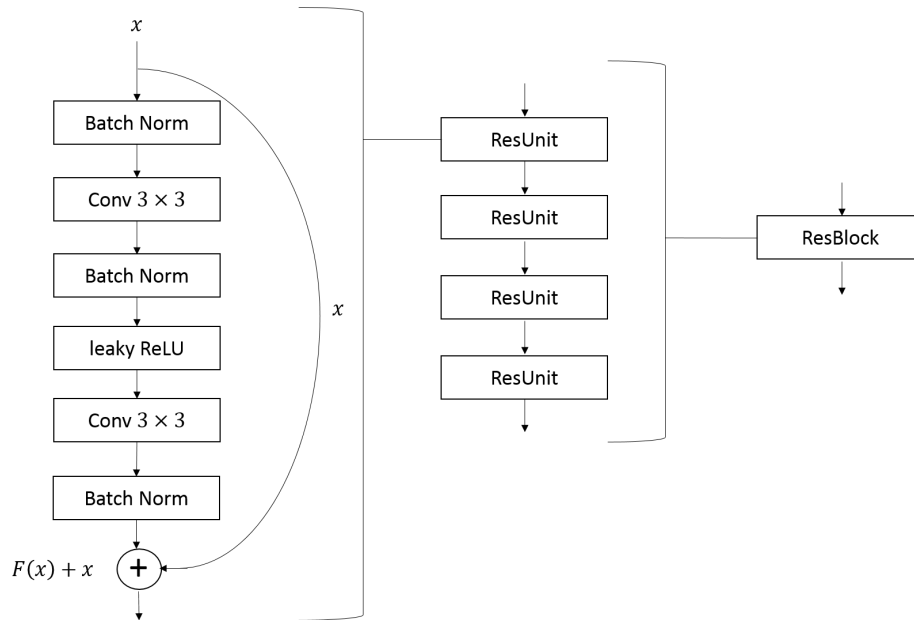 x
Batch Norm
Conv 3 × 3
Batch Norm
leaky ReLU
Conv 3 × 3
Batch Norm
F(x) + x
+
x
ResUnit
ResUnit
ResUnit
ResUnit
ResBlock